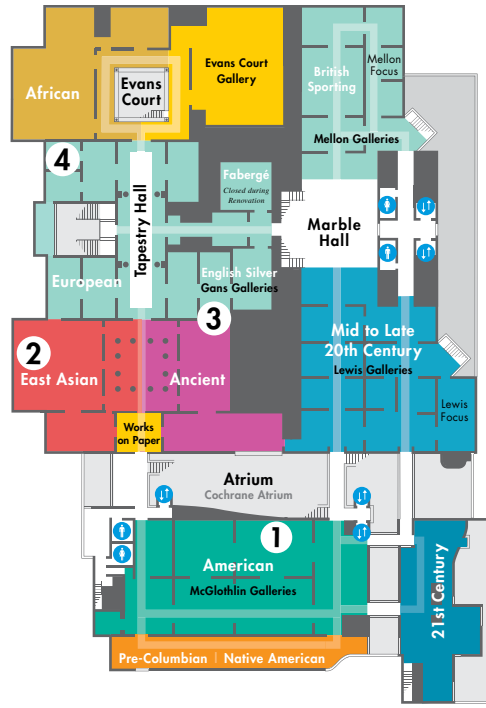 African
Evans
Court
Evans Court
Gallery
British
Sporting
Mellon
Focus
Mellon Galleries
4
Tapestry Hall
Fabergé
Closed during
Renovation
Marble
Hall
European
English Silver
Gans Galleries
3
2
East Asian
Ancient
Mid to Late
20th Century
Lewis Galleries
Lewis
Focus
Works
on Paper
Atrium
Cochrane Atrium
1
American
McGlothlin Galleries
21st Century
Pre-Columbian | Native American